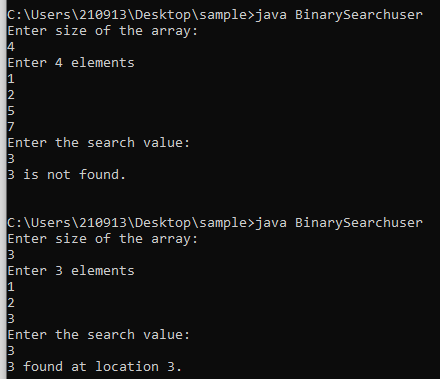 C:\Users\210913\Desktop\sample>java BinarySearchuser
Enter size of the array:
4
Enter 4 elements
1
2
5
7
Enter the search value:
3
3 is not found.
C:\Users\210913\Desktop\sample>java BinarySearchuser
Enter size of the array:
3
Enter 3 elements
1
2
3
Enter the search value:
3
3 found at location 3.